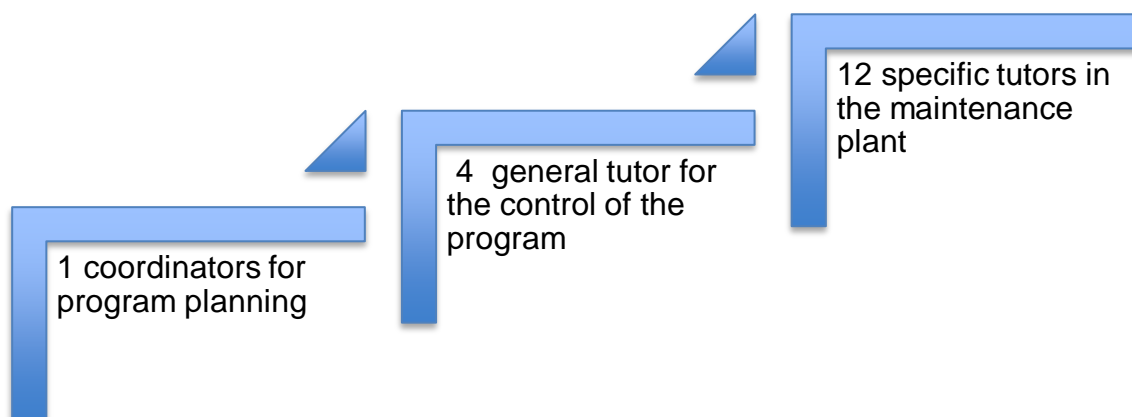 1 coordinators for
program planning
4 general tutor for
the control of the
program
12 specific tutors in
the maintenance
plant